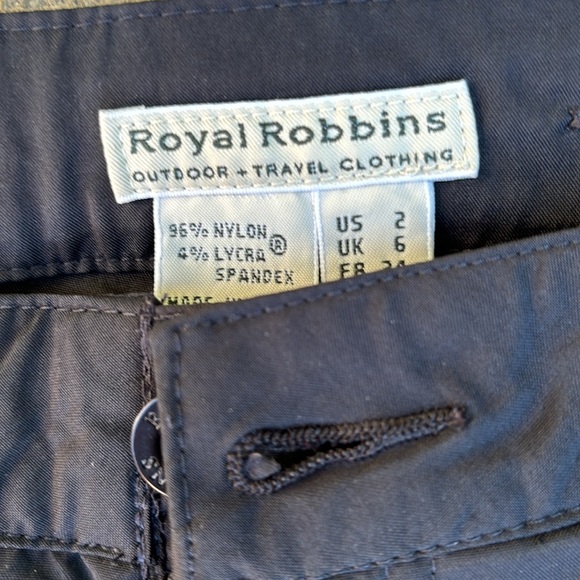 Royal Robbins
OUTDOOR + TRAVEL CLOTHING
96% NYLON
4% LYCRA®
SPANDEX
US 2
UK 6